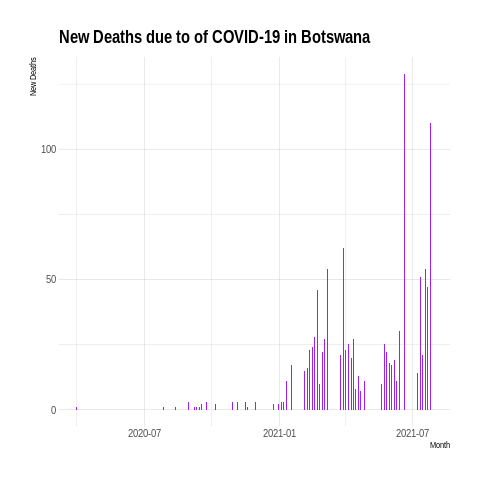 New Deaths due to of COVID-19 in Botswana
New Deaths
100
50
0
2020-07
2021-01
2021-07
Month